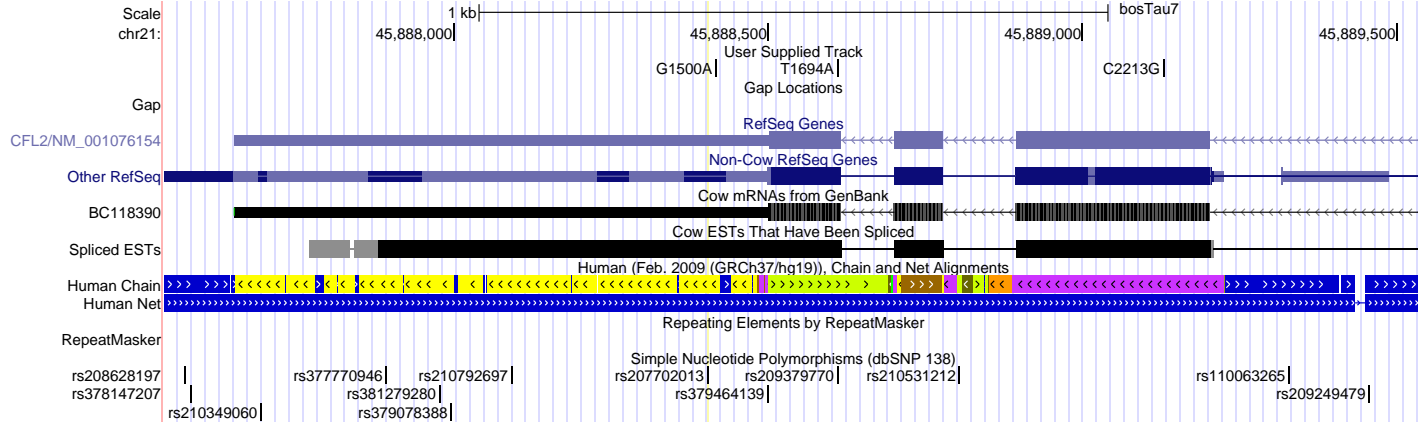 Scale 1 kb bosTau7
chr21: 45,888,000 45,888,500 45,889,000 45,889,500
User Supplied Track
G1500A T1694A C2213G
Gap Locations
Gap
RefSeq Genes
CFL2/NM_001076154
Non-Cow RefSeq Genes
Other RefSeq
Cow mRNAs from GenBank
BC118390
Cow ESTs That Have Been Spliced
Spliced ESTs
Human (Feb. 2009 (GRCh37/hg19)), Chain and Net Alignments
Human Chain
Human Net
Repeating Elements by RepeatMasker
RepeatMasker
Simple Nucleotide Polymorphisms (dbSNP 138)
rs208628197 rs377770946 rs210792697 rs207702013 rs209379770 rs210531212 rs110063265
rs378147207 rs381279280 rs379464139 rs209249479
rs210349060 rs379078388